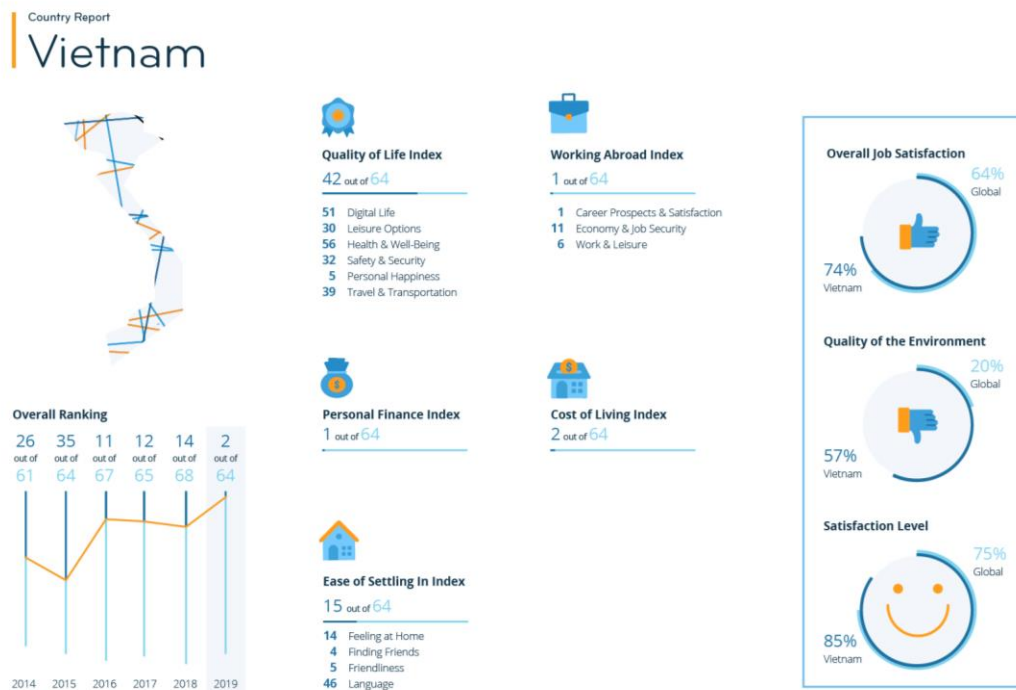 Country Report
Vietnam
Quality of Life Index
42 out of 64
51 Digital Life
30 Leisure Options
56 Health & Well-Being
32 Safety & Security
5 Personal Happiness
39 Travel & Transportation
Working Abroad Index
1 out of 64
1 Career Prospects & Satisfaction
11 Economy & Job Security
6 Work & Leisure
Personal Finance Index
1 out of 64
Cost of Living Index
2 out of 64
Ease of Settling In Index
15 out of 64
14 Feeling at Home
4 Finding Friends
5 Friendliness
46 Language
Overall Ranking
26 35 11 12 14 2
out of out of out of out of out of out of
61 64 67 65 68 64
2014 2015 2016 2017 2018 2019
Overall Job Satisfaction
64%
Global
74%
Vietnam
Quality of the Environment
20%
Global
57%
Vietnam
Satisfaction Level
75%
Global
85%
Vietnam